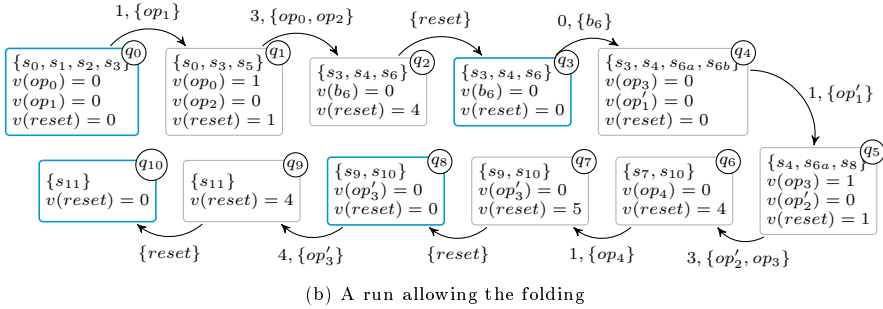 1, {op₁}
3, {op₀, op₂}
{reset}
0, {b₆}
q₀
{s₀, s₁, s₂, s₃}
v(op₀) = 0
v(op₁) = 0
v(reset) = 0
q₁
{s₀, s₃, s₅}
v(op₀) = 1
v(op₂) = 0
v(reset) = 1
q₂
{s₃, s₄, s₆}
v(b₆) = 0
v(reset) = 4
q₃
{s₃, s₄, s₆}
v(b₆) = 0
v(reset) = 0
q₄
{s₃, s₄, s₆ₐ, s₆b}
v(op₃) = 0
v(op′₁) = 0
v(reset) = 0
1, {op′₁}
q₅
{s₄, s₆ₐ, s₈}
v(op₃) = 1
v(op′₂) = 0
v(reset) = 1
q₁₀
{s₁₁}
v(reset) = 0
q₉
{s₁₁}
v(reset) = 4
q₈
{s₉, s₁₀}
v(op′₃) = 0
v(reset) = 0
q₇
{s₉, s₁₀}
v(op′₃) = 0
v(reset) = 5
q₆
{s₇, s₁₀}
v(op₄) = 0
v(reset) = 4
{reset}
4, {op′₃}
{reset}
1, {op₄}
3, {op′₂, op₃}
(b) A run allowing the folding